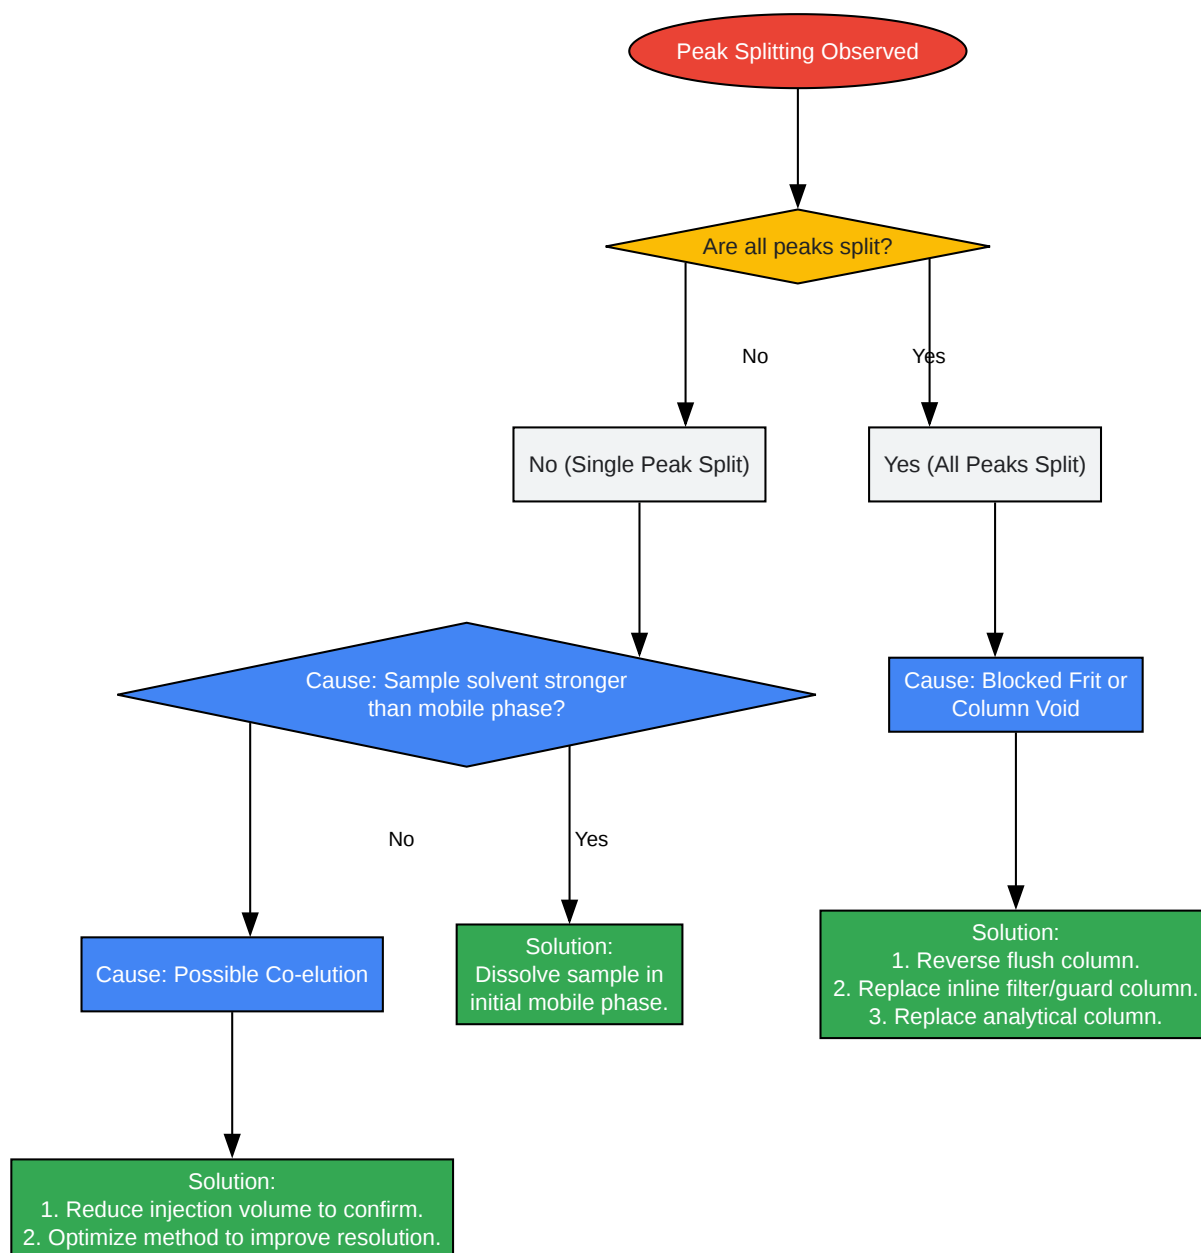 Peak Splitting Observed
Are all peaks split?
No
Yes
No (Single Peak Split)
Yes (All Peaks Split)
Cause: Sample solvent stronger
than mobile phase?
Cause: Blocked Frit or
Column Void
No
Yes
Cause: Possible Co-elution
Solution:
Dissolve sample in
initial mobile phase.
Solution:
1. Reverse flush column.
2. Replace inline filter/guard column.
3. Replace analytical column.
Solution:
1. Reduce injection volume to confirm.
2. Optimize method to improve resolution.